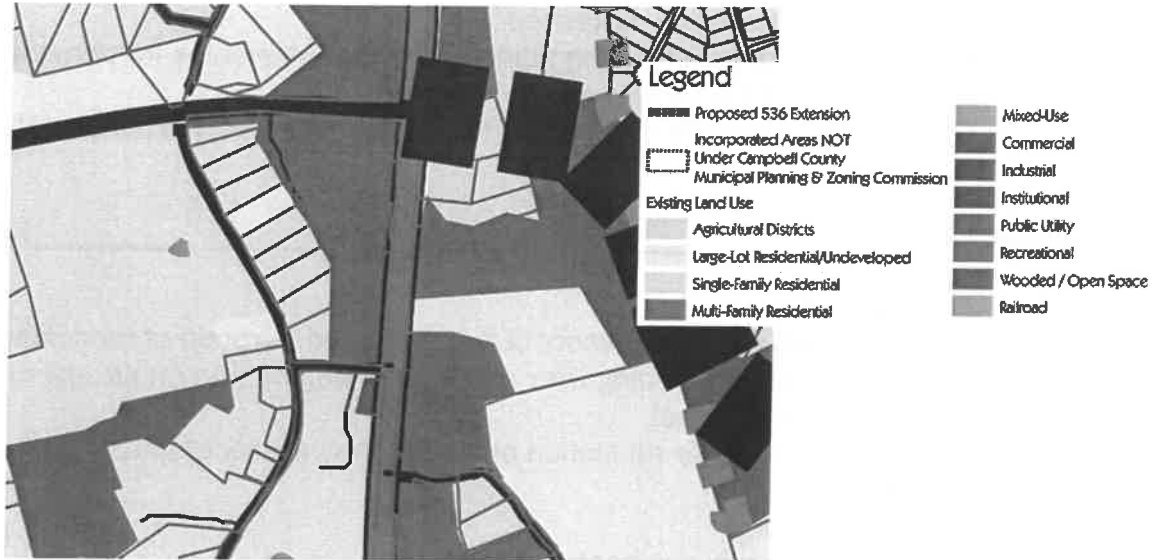 Legend
Proposed 536 Extension
Incorporated Areas NOT
Under Campbell County
Municipal Planning & Zoning Commission
Existing Land Use
Agricultural Districts
Large-Lot Residential/Undeveloped
Single-Family Residential
Multi-Family Residential
Mixed-Use
Commercial
Industrial
Institutional
Public Utility
Recreational
Wooded / Open Space
Railroad